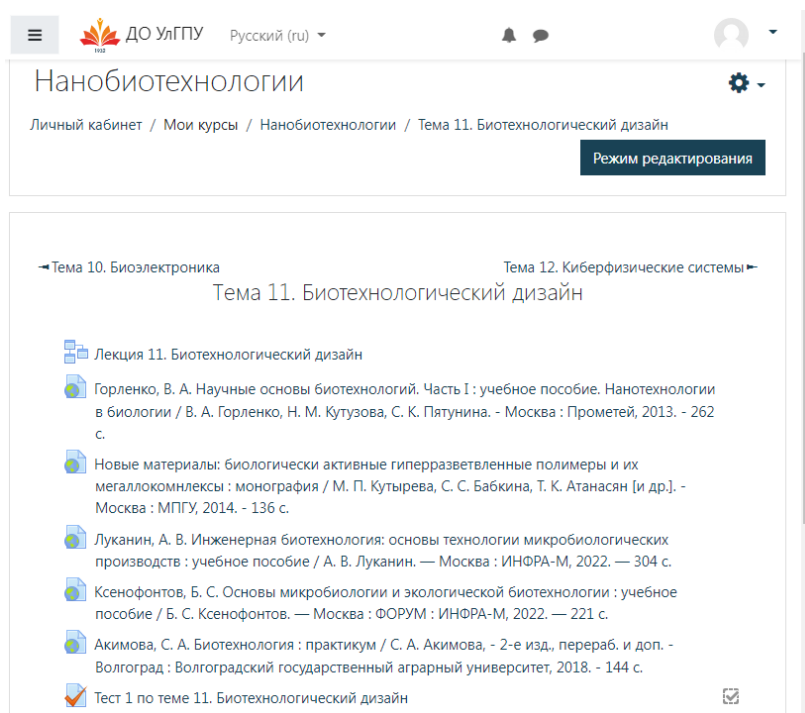 ДО УлГПУ Русский (ru)
1932
Нанобиотехнологии
Личный кабинет / Мои курсы / Нанобиотехнологии / Тема 11. Биотехнологический дизайн
Режим редактирования
◄Тема 10. Биоэлектроника Тема 12. Киберфизические системы►
Тема 11. Биотехнологический дизайн
Лекция 11. Биотехнологический дизайн
Горленко, В. А. Научные основы биотехнологий. Часть I : учебное пособие. Нанотехнологии
в биологии / В. А. Горленко, Н. М. Кутузова, С. К. Пятунина. - Москва : Прометей, 2013. - 262
с.
Новые материалы: биологически активные гиперразветвленные полимеры и их
мегаллокомнлексы : монография / М. П. Кутырева, С. С. Бабкина, Т. К. Атанасян [и др.]. -
Москва : МПГУ, 2014. - 136 с.
Луканин, А. В. Инженерная биотехнология: основы технологии микробиологических
производств : учебное пособие / А. В. Луканин. — Москва : ИНФРА-М, 2022. — 304 с.
Ксенофонтов, Б. С. Основы микробиологии и экологической биотехнологии : учебное
пособие / Б. С. Ксенофонтов. — Москва : ФОРУМ : ИНФРА-М, 2022. — 221 с.
Акимова, С. А. Биотехнология : практикум / С. А. Акимова, - 2-е изд., перераб. и доп. -
Волгоград : Волгоградский государственный аграрный университет, 2018. - 144 с.
Тест 1 по теме 11. Биотехнологический дизайн